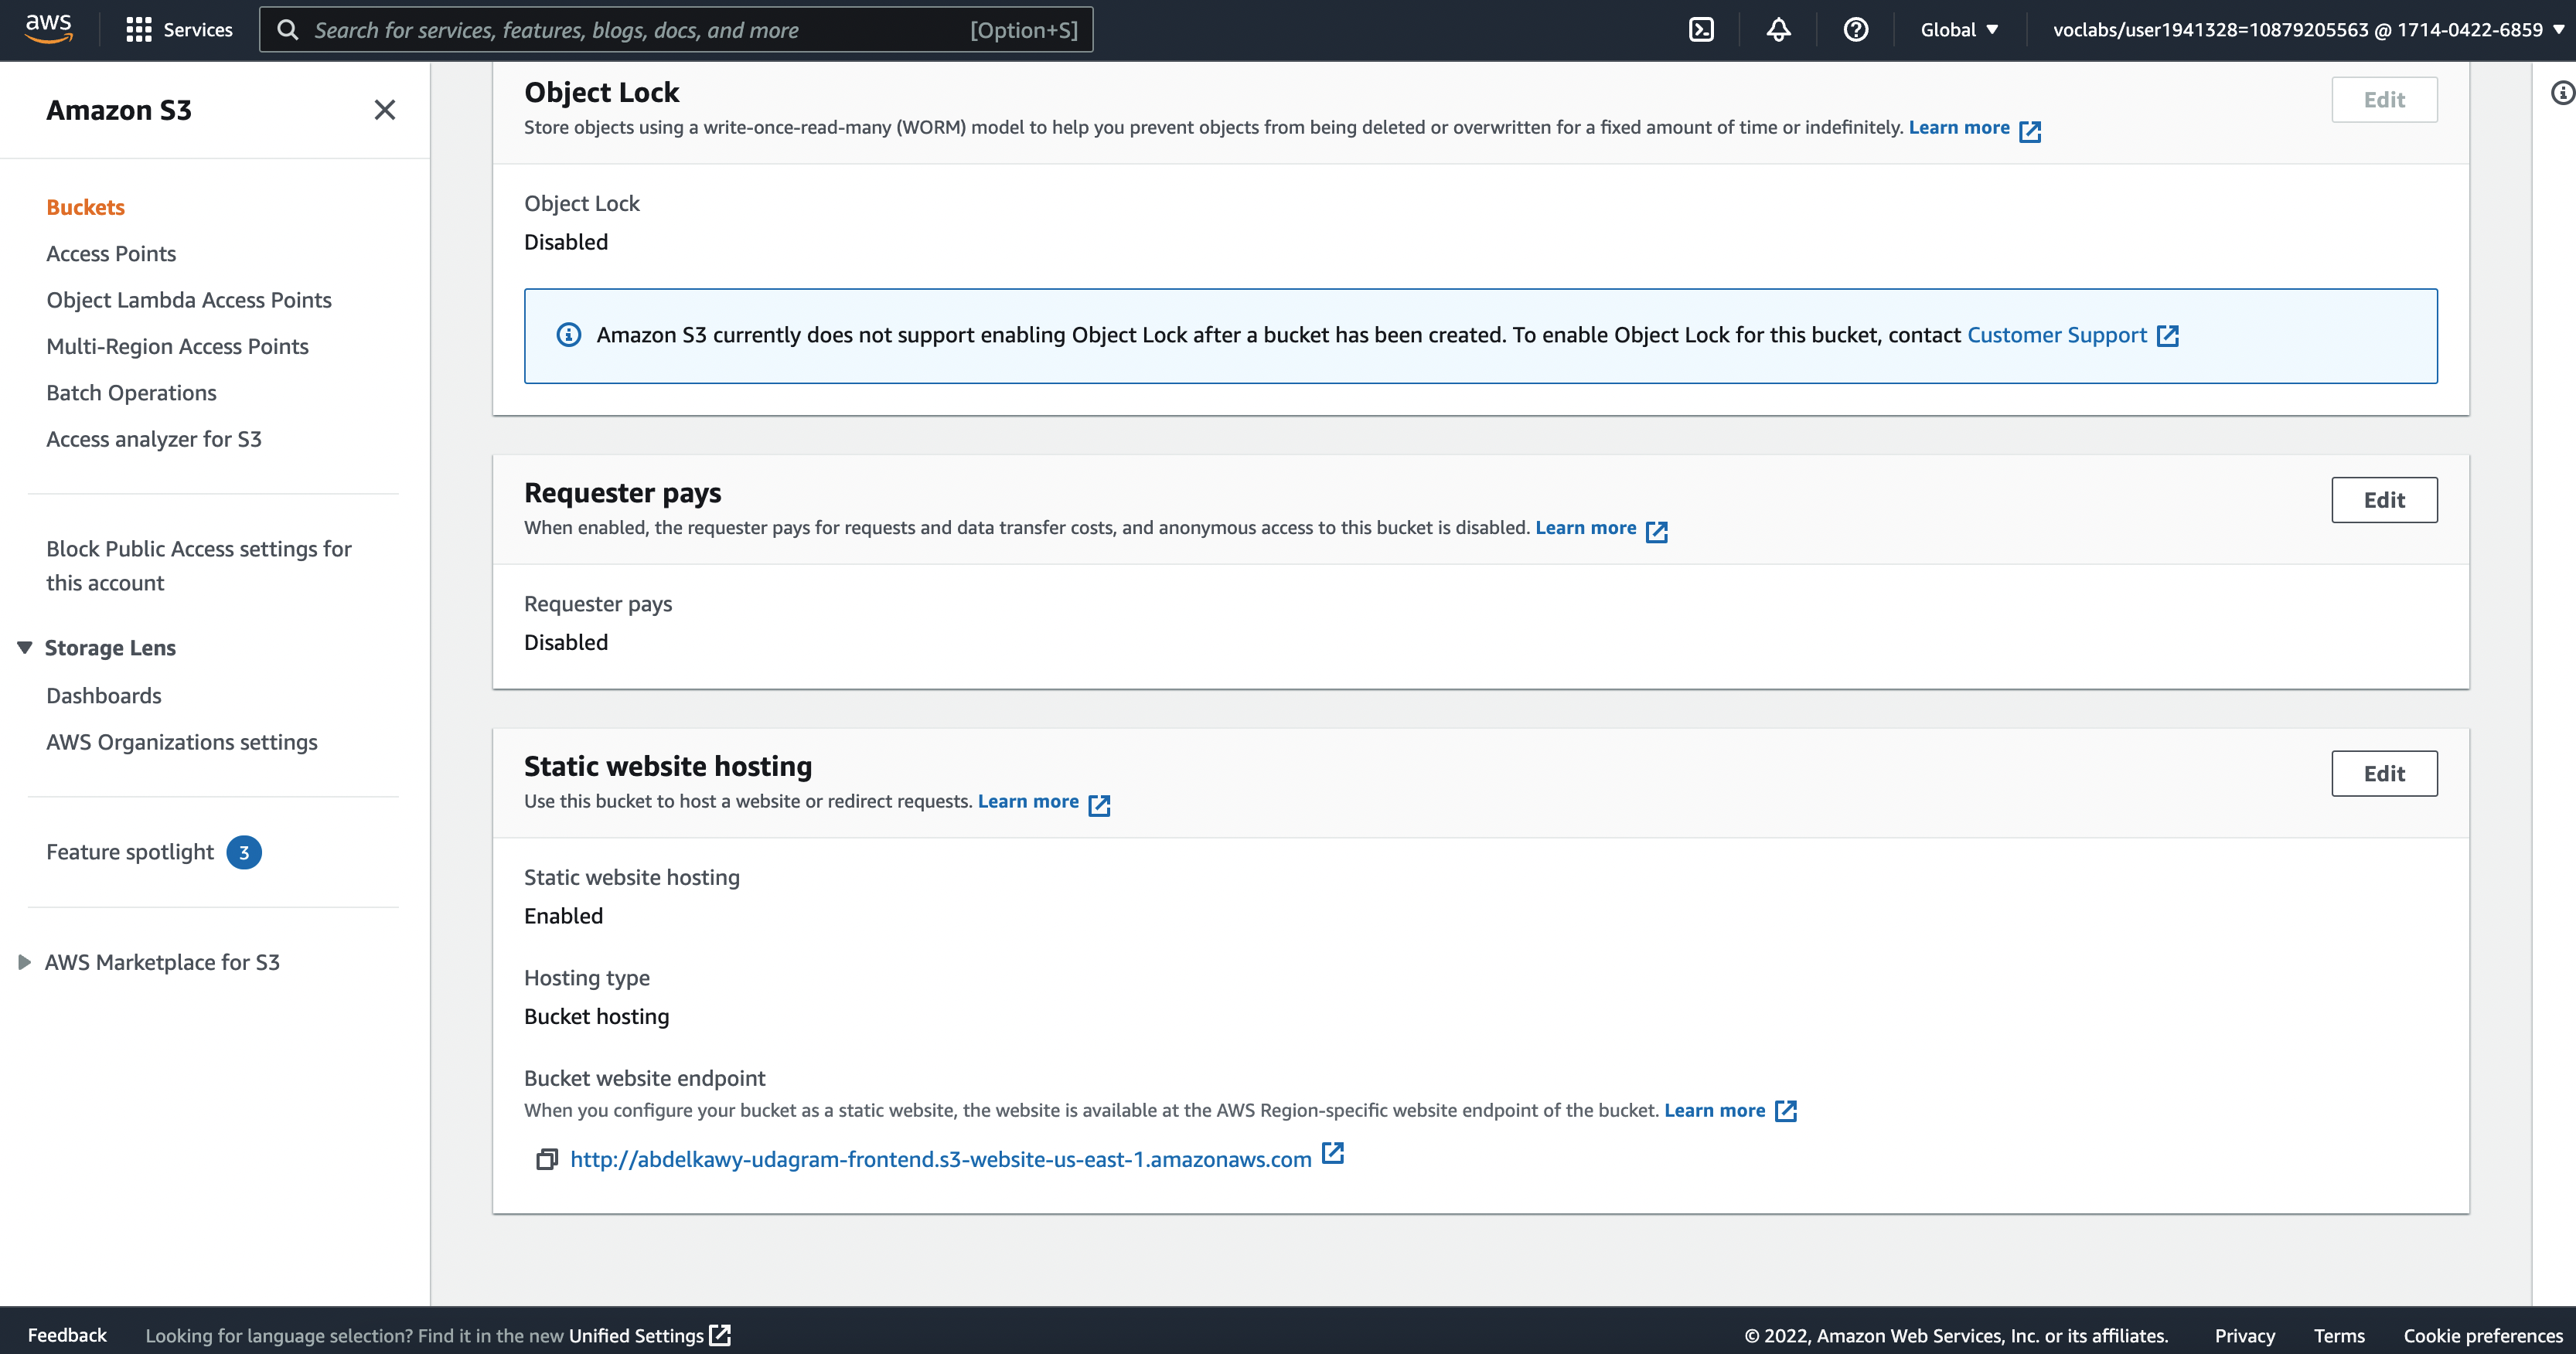 aws
Services
Search for services, features, blogs, docs, and more
[Option+S]
Global
voclabs/user1941328=10879205563 @ 1714-0422-6859
Amazon S3
Buckets
Access Points
Object Lambda Access Points
Multi-Region Access Points
Batch Operations
Access analyzer for S3
Block Public Access settings for
this account
Storage Lens
Dashboards
AWS Organizations settings
Feature spotlight 3
AWS Marketplace for S3
Object Lock
Edit
Store objects using a write-once-read-many (WORM) model to help you prevent objects from being deleted or overwritten for a fixed amount of time or indefinitely. Learn more
Object Lock
Disabled
Amazon S3 currently does not support enabling Object Lock after a bucket has been created. To enable Object Lock for this bucket, contact Customer Support
Requester pays
Edit
When enabled, the requester pays for requests and data transfer costs, and anonymous access to this bucket is disabled. Learn more
Requester pays
Disabled
Static website hosting
Edit
Use this bucket to host a website or redirect requests. Learn more
Static website hosting
Enabled
Hosting type
Bucket hosting
Bucket website endpoint
When you configure your bucket as a static website, the website is available at the AWS Region-specific website endpoint of the bucket. Learn more
http://abdelkawy-udagram-frontend.s3-website-us-east-1.amazonaws.com
Feedback
Looking for language selection? Find it in the new Unified Settings
© 2022, Amazon Web Services, Inc. or its affiliates.
Privacy
Terms
Cookie preferences